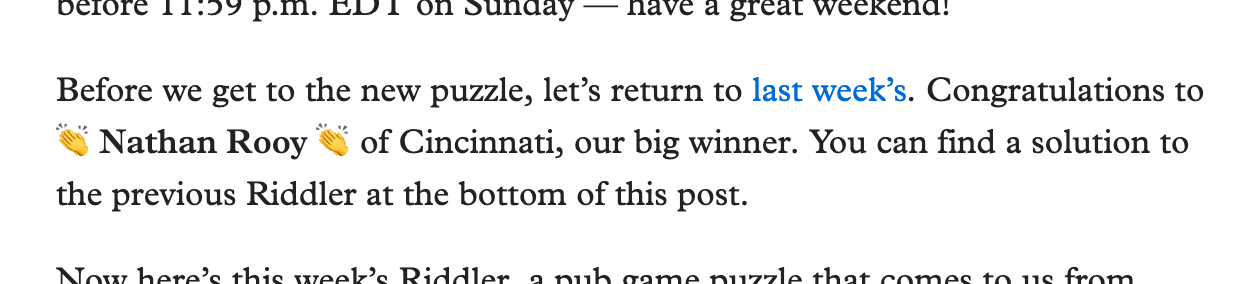 before 11:59 p.m. EDT on Sunday — have a great weekend!
Before we get to the new puzzle, let’s return to last week’s. Congratulations to
👏 Nathan Rooy 👏 of Cincinnati, our big winner. You can find a solution to
the previous Riddler at the bottom of this post.
Now here’s this week’s Riddler, a pub game puzzle that comes to us from